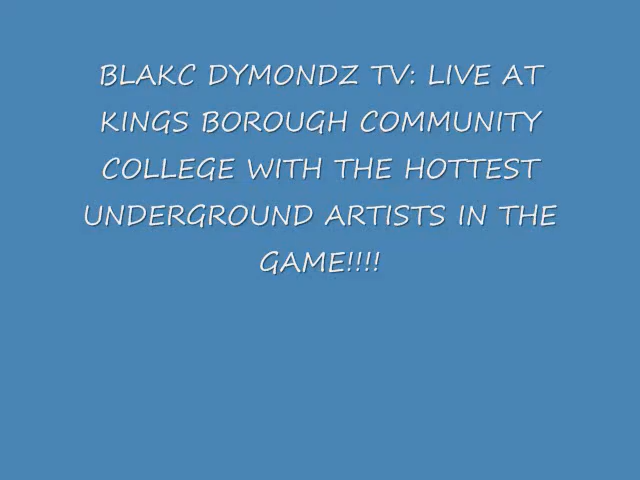 BLAKC DYMONDZ TV: LIVE AT
KINGS BOROUGH COMMUNITY
COLLEGE WITH THE HOTTEST
UNDERGROUND ARTISTS IN THE
GAME!!!!